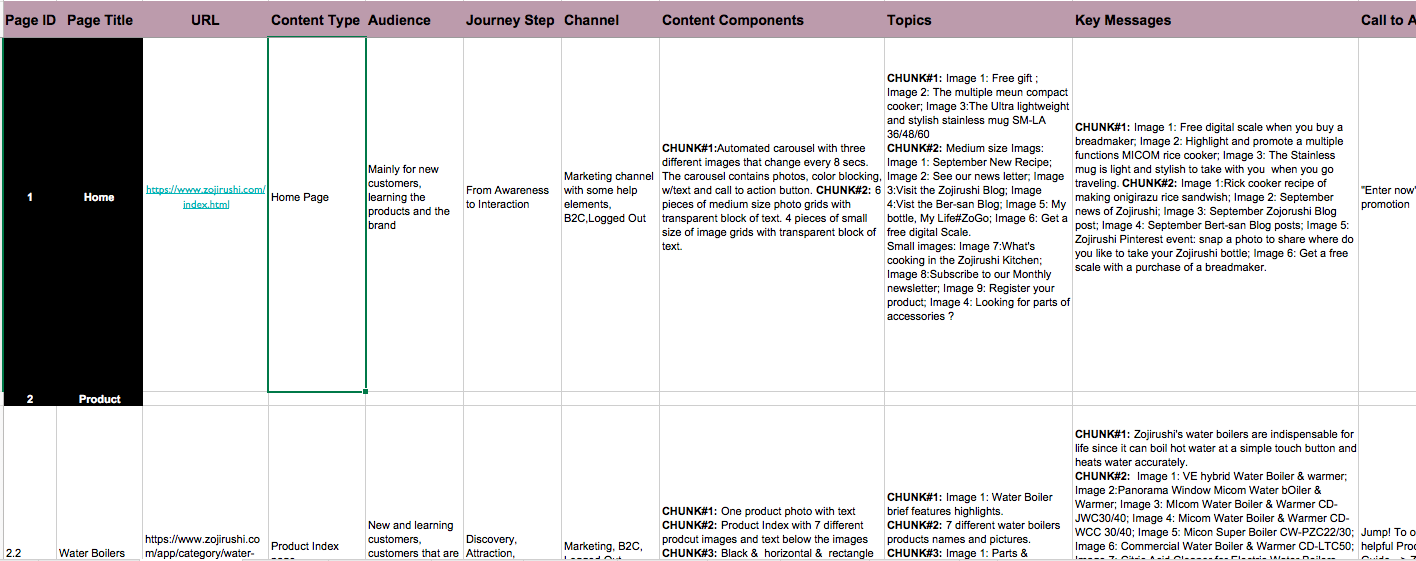 Page ID Page Title URL Content Type Audience Journey Step Channel Content Components Topics Key Messages Call to A
1
Home
https://www.zojirushi.com/
index.html
Home Page
Mainly for new
customers,
learning the
products and the
brand
From Awareness
to Interaction
Marketing channel
with some help
elements,
B2C,Logged Out
CHUNK#1:Automated carousel with three
different images that change every 8 secs.
The carousel contains photos, color blocking,
w/text and call to action button. CHUNK#2: 6
pieces of medium size photo grids with
transparent block of text. 4 pieces of small
size of image grids with transparent block of
text.
CHUNK#1: Image 1: Free gift ;
Image 2: The multiple meun compact
cooker; Image 3:The Ultra lightweight
and stylish stainless mug SM-LA
36/48/60
CHUNK#2: Medium size Imags:
Image 1: September New Recipe;
Image 2: See our news letter; Image
3:Visit the Zojirushi Blog; Image
4:Vist the Ber-san Blog; Image 5: My
bottle, My Life#ZoGo; Image 6: Get a
free digital Scale.
Small images: Image 7:What's
cooking in the Zojirushi Kitchen;
Image 8:Subscribe to our Monthly
newsletter; Image 9: Register your
product; Image 4: Looking for parts of
accessories ?
CHUNK#1: Image 1: Free digital scale when you buy a
breadmaker; Image 2: Highlight and promote a multiple
functions MICOM rice cooker; Image 3: The Stainless
mug is light and stylish to take with you when you go
traveling. CHUNK#2: Image 1:Rick cooker recipe of
making onigirazu rice sandwish; Image 2: September
news of Zojirushi; Image 3: September Zojorushi Blog
post; Image 4: September Bert-san Blog posts; Image 5:
Zojirushi Pinterest event: snap a photo to share where do
you like to take your Zojirushi bottle; Image 6: Get a free
scale with a purchase of a breadmaker.
"Enter now"
promotion
2 Product
2.2
Water Boilers
https://www.zojirushi.co
m/app/category/water-
Product Index
New and learning
customers,
customers that are
Discovery,
Attraction,
Marketing, B2C,
CHUNK#1: One product photo with text
CHUNK#2: Product Index with 7 different
prodcut images and text below the images
CHUNK#3: Black & horizontal & rectangle
CHUNK#1: Image 1: Water Boiler
brief features highlights.
CHUNK#2: 7 different water boilers
products names and pictures.
CHUNK#3: Image 1: Parts &
CHUNK#1: Zojirushi's water boilers are indispensable for
life since it can boil hot water at a simple touch button and
heats water accurately.
CHUNK#2: Image 1: VE hybrid Water Boiler & warmer;
Image 2:Panorama Window Micom Water bOiler &
Warmer; Image 3: MIcom Water Boiler & Warmer CD-
JWC30/40; Image 4: Micom Water Boiler & Warmer CD-
WCC 30/40; Image 5: Micon Super Boiler CW-PZC22/30;
Image 6: Commercial Water Boiler & Warmer CD-LTC50;
Jump! To o
helpful Proc